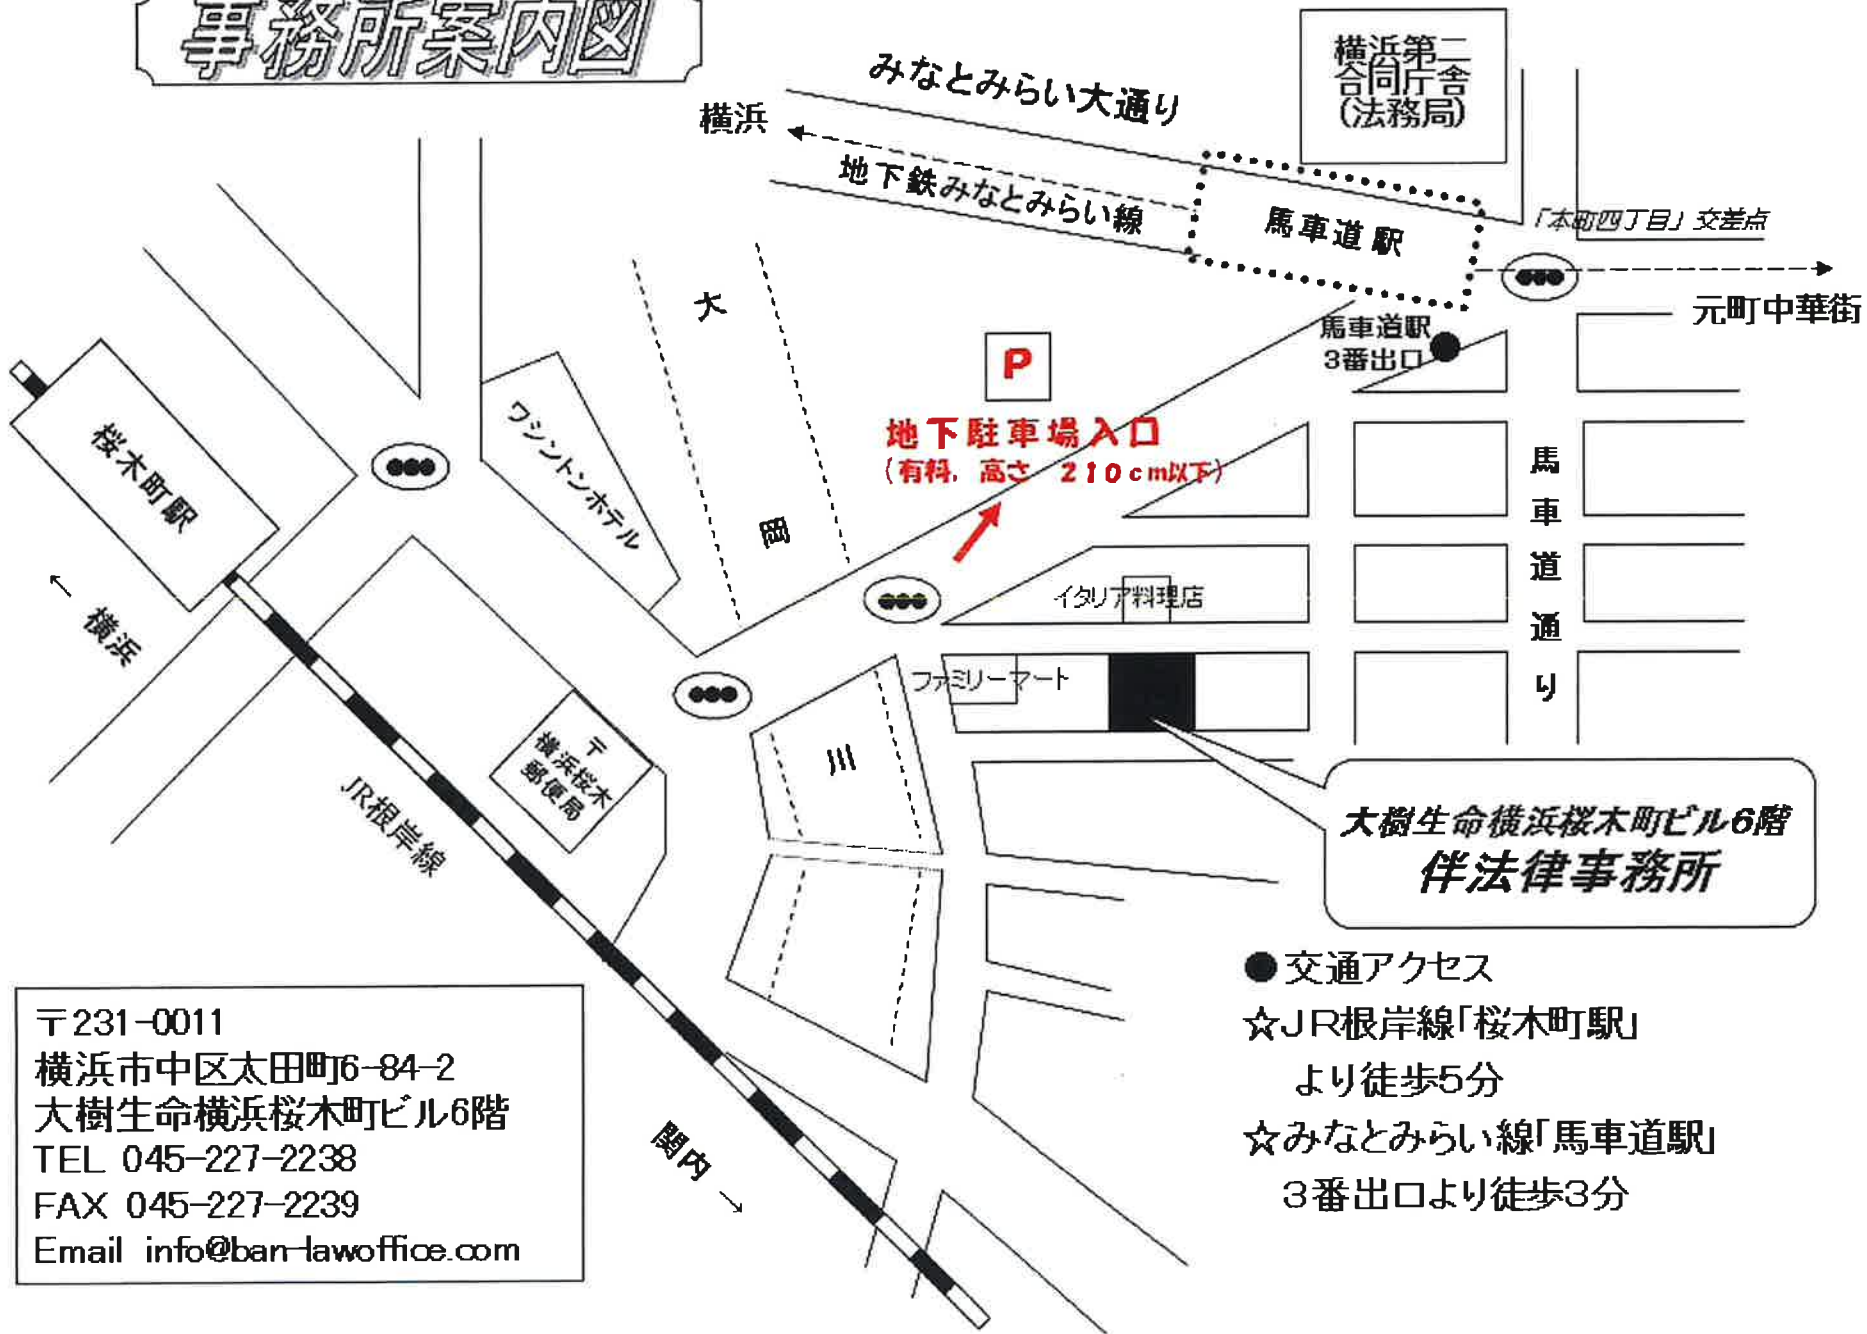 事務所案内図
横浜第二
合同庁舎
(法務局)
みなとみらい大通り
横浜
地下鉄みなとみらい線
馬車道駅
「本町四丁目」交差点
元町中華街
馬車道駅
3番出口
大
岡
川
P
地下駐車場入口
(有料，高さ 210cm以下)
ワシントンホテル
桜木町駅
← 横浜
馬車道通り
イタリア料理店
ファミリーマート
〒
横浜桜木
郵便局
JR根岸線
大樹生命横浜桜木町ビル6階
伴法律事務所
関内 →
●交通アクセス
☆JR根岸線「桜木町駅」
より徒歩5分
☆みなとみらい線「馬車道駅」
3番出口より徒歩3分
〒231-0011
横浜市中区太田町6-84-2
大樹生命横浜桜木町ビル6階
TEL 045-227-2238
FAX 045-227-2239
Email info@ban-lawoffice.com